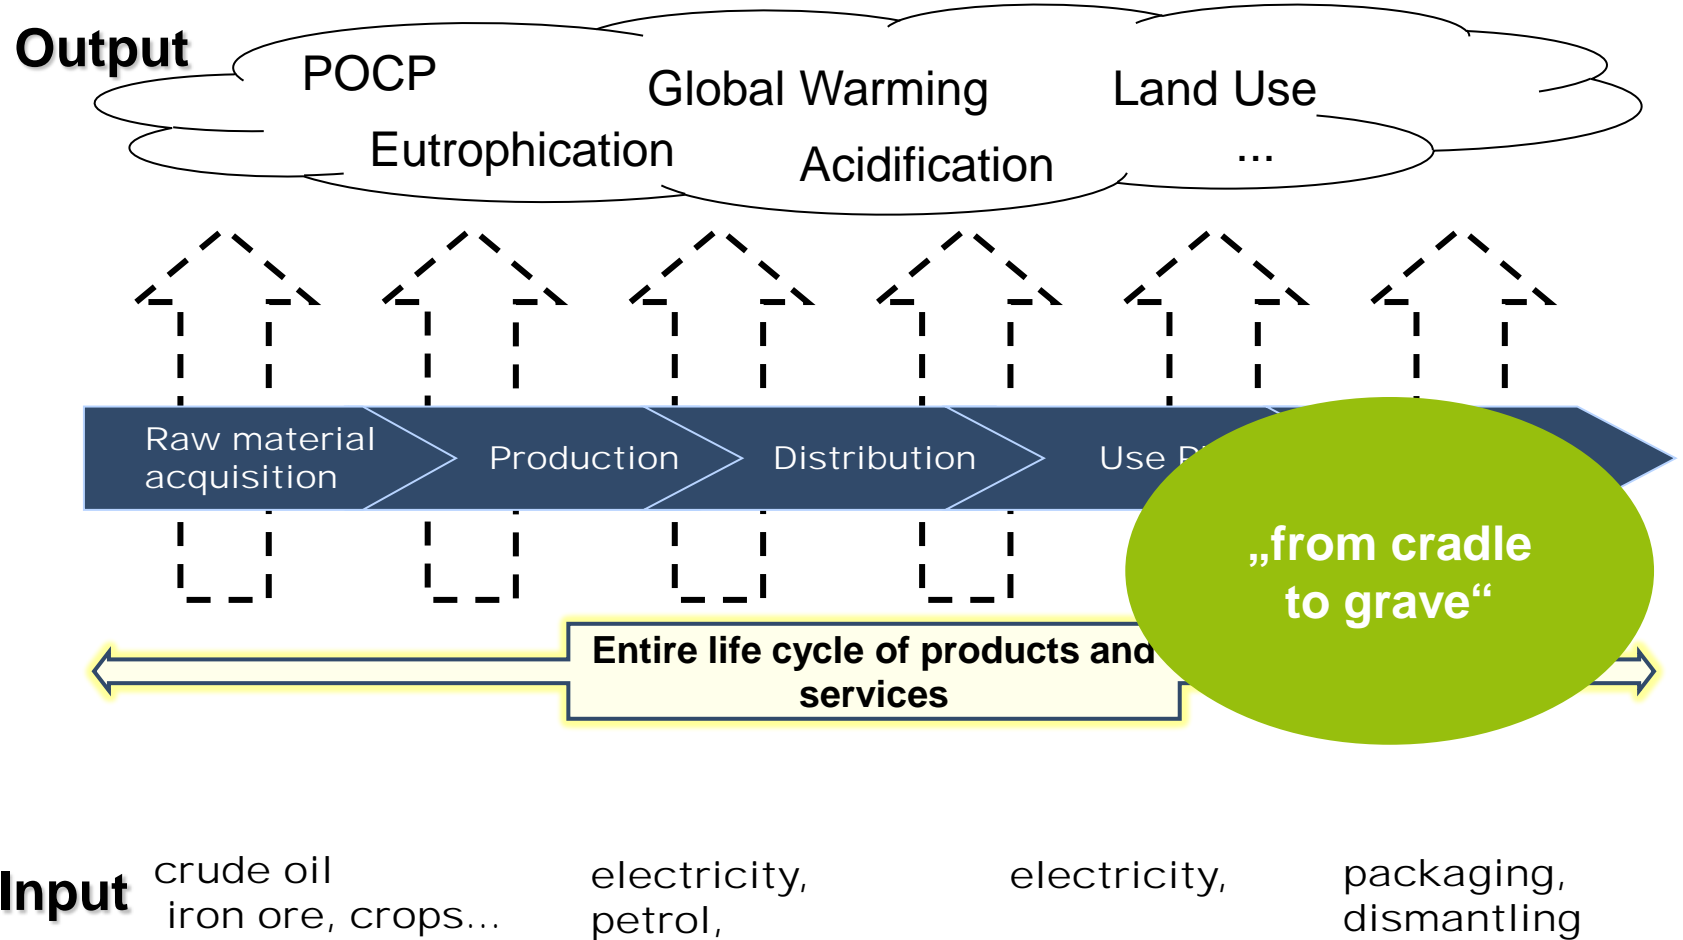 Output
POCP
Global Warming
Land Use
Eutrophication
Acidification
...
Raw material
acquisition
Production
Distribution
Use
„from cradle
to grave“
Entire life cycle of products and
services
Input
crude oil
iron ore, crops...
electricity,
petrol,
electricity,
packaging,
dismantling